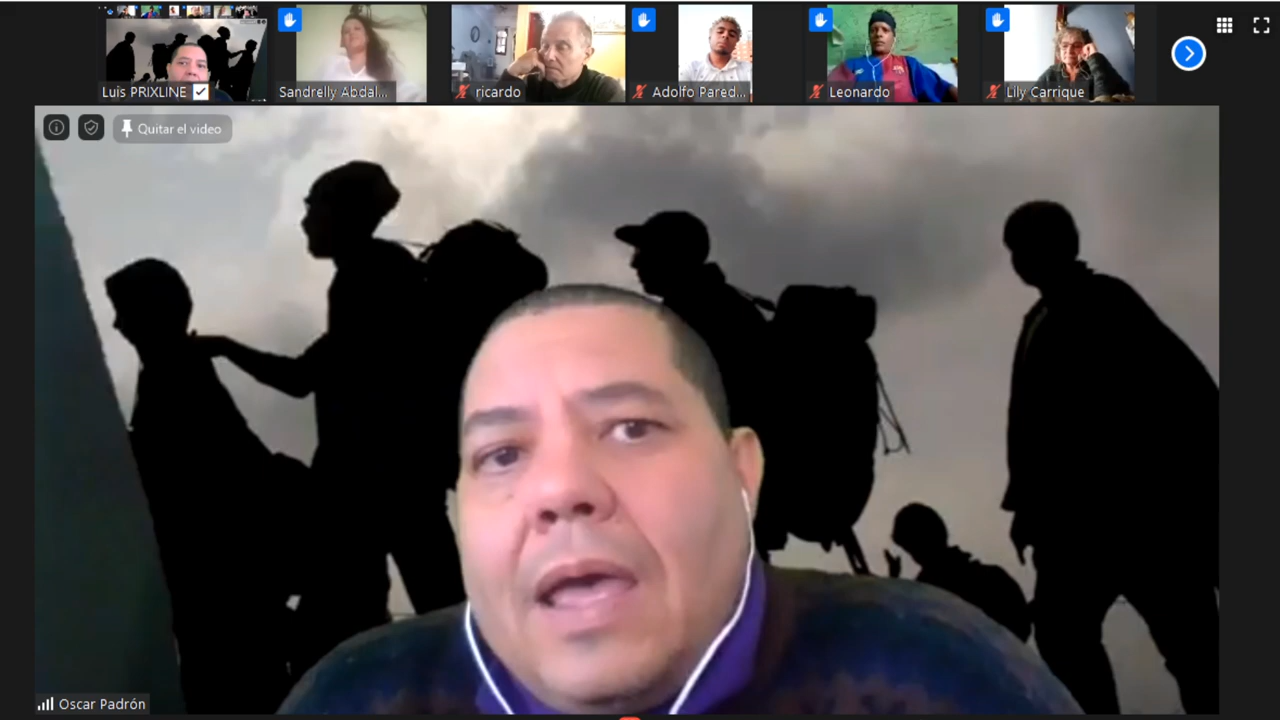 Luis PRIXLINE
Sandrelly Abdal...
ricardo
Adolfo Pared...
Leonardo
Lily Carrique
Quitar el video
Oscar Padrón